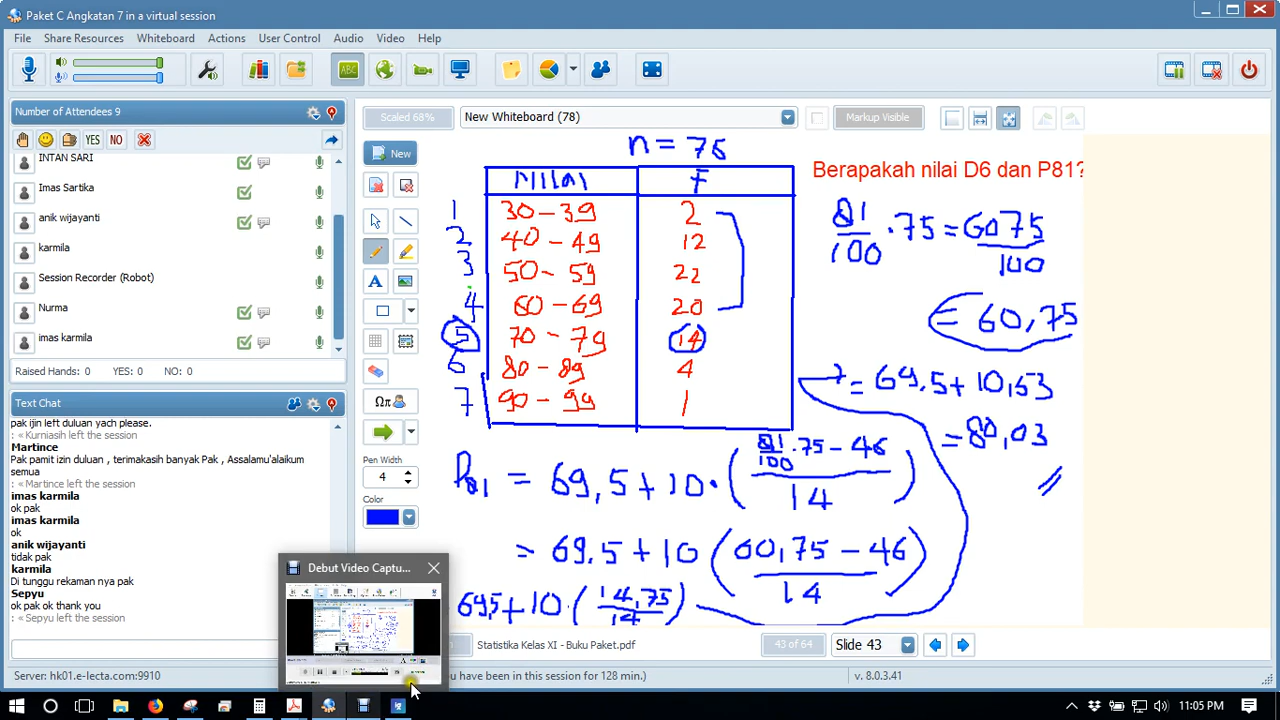 Paket C Angkatan 7 in a virtual session
File Share Resources Whiteboard Actions User Control Audio Video Help
Number of Attendees 9
YES NO
INTAN SARI
Imas Sartika
anik wijayanti
karmila
Session Recorder (Robot)
Nurma
imas karmila
Raised Hands: 0 YES: 0 NO: 0
Text Chat
pak ijin left duluan yach please.
: « Kurniasih left the session
Martince
Pak pamit dul duluan , terimakasih banyak Pak , Assalamu'alaikum
semua
: « Martince left the session
imas karmila
ok pak
imas karmila
ok
anik wijayanti
tidak pak
karmila
Di tunggu rekaman nya pak
Sepyu
ok pak ok thank you
: « Sepyu left the session
Server: hk01.e-tecta.com:9910
Scaled 68%
New Whiteboard (78)
Markup Visible
New
ABC
Ωπ
Pen Width
4
Color
n = 75
Nilai F
1 30 – 39 2
2 40 – 49 12
3 50 – 59 22
4 60 – 69 20
5 70 – 79 14
6 80 – 89 4
7 90 – 99 1
Berapakah nilai D6 dan P81?
81/100 . 75 = 6075/100
= 60,75
= 69,5 + 10,53
= 80,03
P81 = 69,5 + 10 . ( 81/100 . 75 – 46 / 14 )
= 69,5 + 10 ( 60,75 – 46 / 14 )
69,5 + 10 . ( 14,75 / 14 )
Debut Video Captu...
Statistika Kelas XI - Buku Paket.pdf
43 of 64
Slide 43
ou have been in this session for 128 min.)
v. 8.0.3.41
11:05 PM